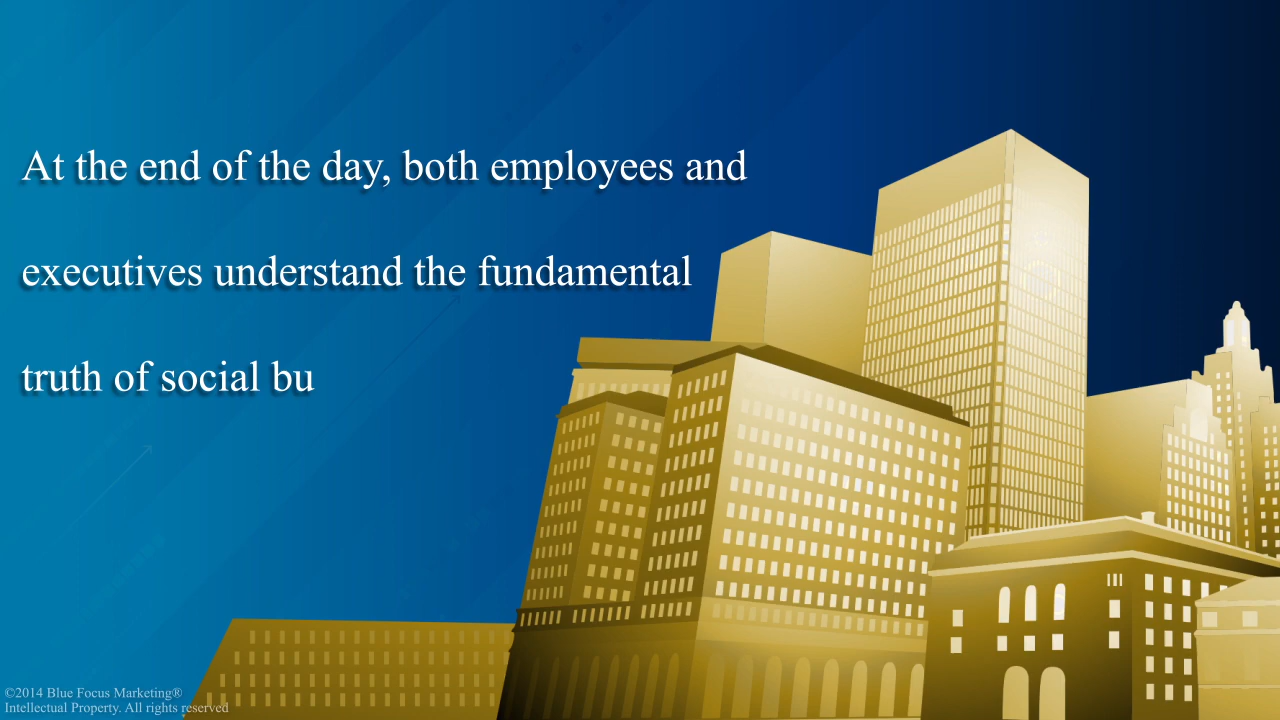 At the end of the day, both employees and
executives understand the fundamental
truth of social bu
©2014 Blue Focus Marketing®
Intellectual Property. All rights reserved